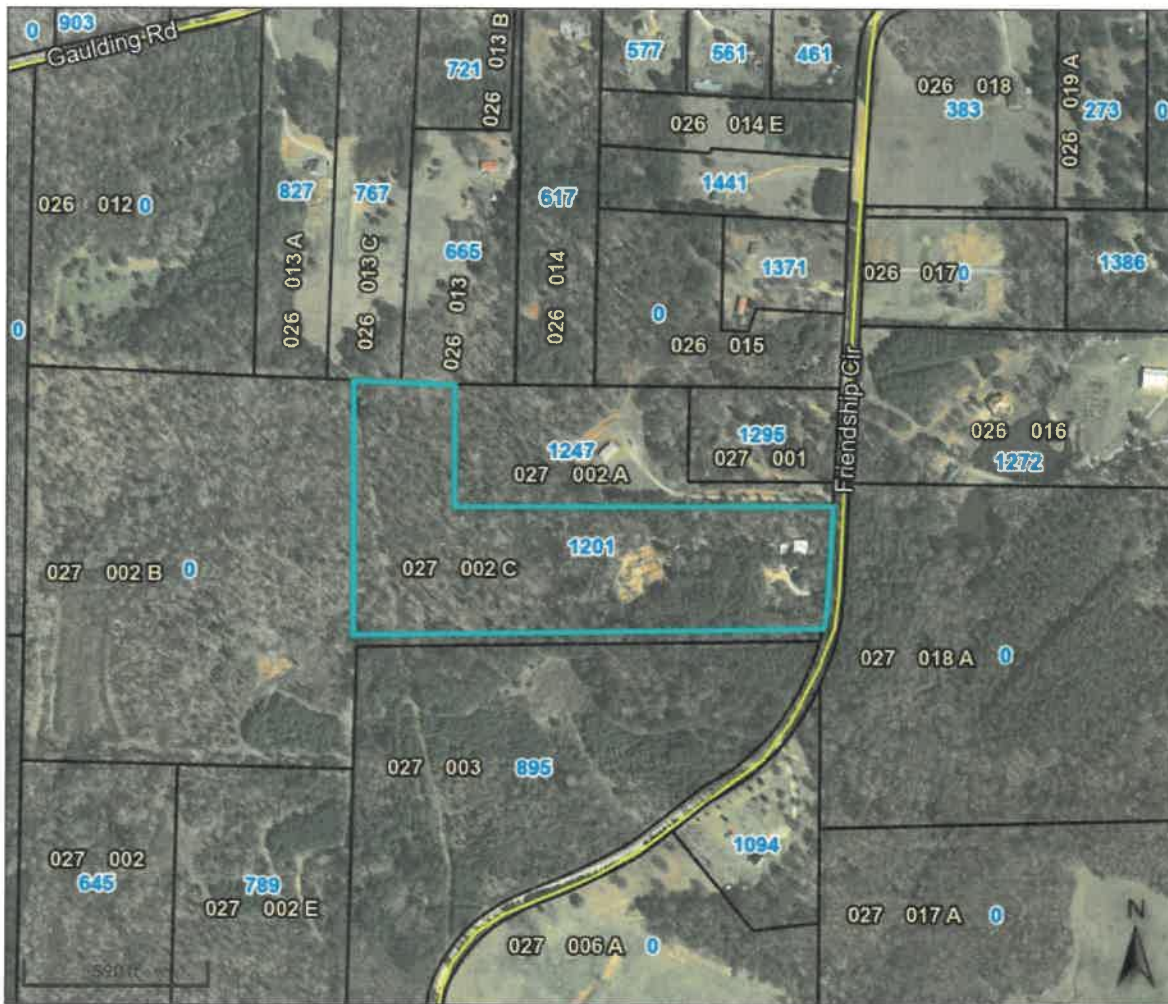 0 903
Gaulding Rd
721
026 013 B
577
561
461
026 018
383
026 019 A
273
0
026 014 E
026 012 0
827
767
617
1441
665
026 013 A
026 013 C
026 013
026 014
1371
026 017 0
1386
0
0
026 015
Friendship Cir
1247
027 002 A
1295
027 001
026 016
1272
1201
027 002 C
027 002 B 0
027 018 A 0
027 003 895
1094
027 002
645
789
027 002 E
027 017 A 0
N
027 006 A 0
590 ft